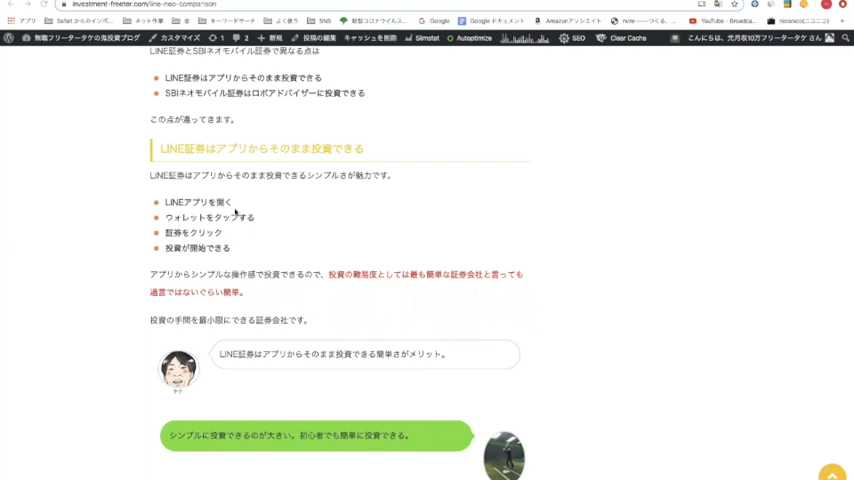 investment-freeter.com/line-neo-comparison
アプリ Safari からのインポ... ネット作業 音 キーワードサーチ よく使う SNS 新型コロナウイルス... Google Google ドキュメント Amazonアソシエイト note ——つくる、... YouTube - Broadca... niconico(ニコニコ)
無職フリータータケの鬼投資ブログ カスタマイズ 1 2 新規 投稿の編集 キャッシュを削除 Slimstat Autoptimize SEO Clear Cache こんにちは、元月収10万フリータータケ さん
LINE証券とSBIネオモバイル証券で異なる点は
LINE証券はアプリからそのまま投資できる
SBIネオモバイル証券はロボアドバイザーに投資できる
この点が違ってきます。
LINE証券はアプリからそのまま投資できる
LINE証券はアプリからそのまま投資できるシンプルさが魅力です。
LINEアプリを開く
ウォレットをタップする
証券をクリック
投資が開始できる
アプリからシンプルな操作感で投資できるので、投資の難易度としては最も簡単な証券会社と言っても
過言ではないぐらい簡単。
投資の手間を最小限にできる証券会社です。
LINE証券はアプリからそのまま投資できる簡単さがメリット。
タケ
シンプルに投資できるのが大きい。初心者でも簡単に投資できる。